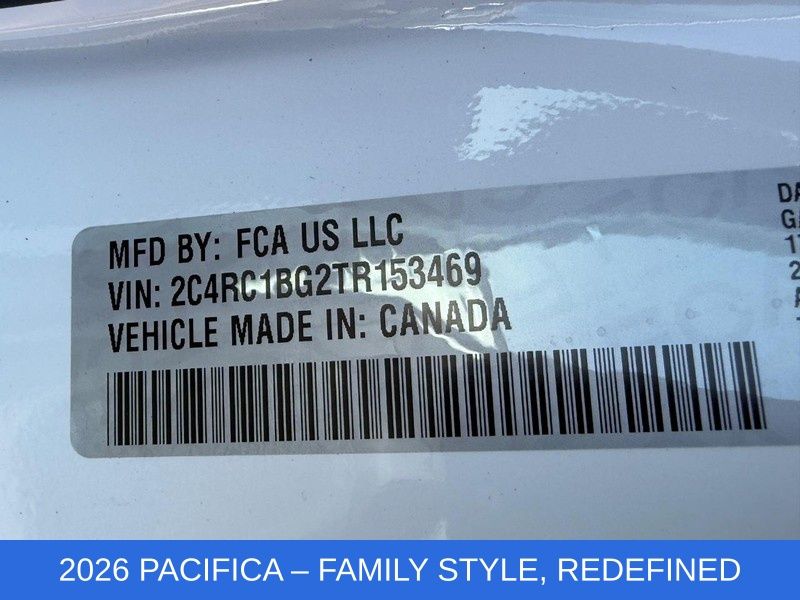 MFD BY: FCA US LLC
VIN: 2C4RC1BG2TR153469
VEHICLE MADE IN: CANADA
2026 PACIFICA – FAMILY STYLE, REDEFINED